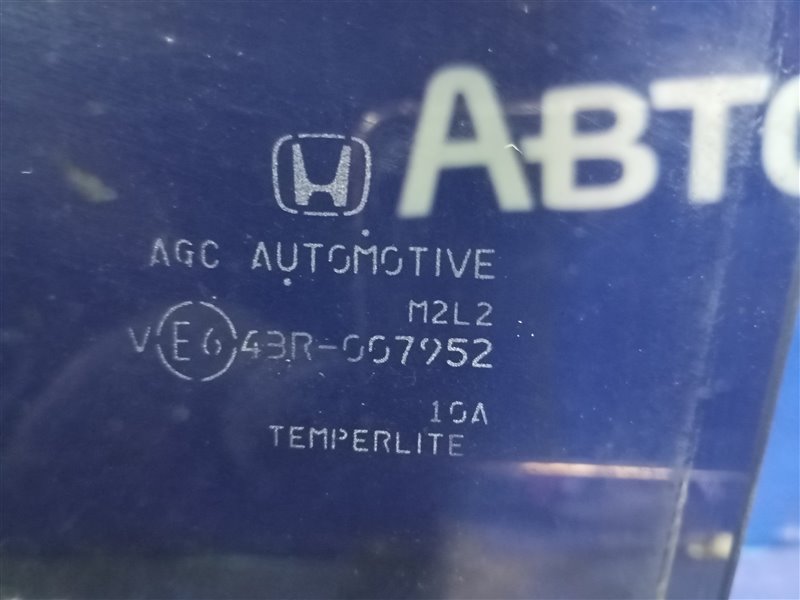 АВТО
AGC AUTOMOTIVE
M2L2
V E6 43R-007952
10A
TEMPERLITE